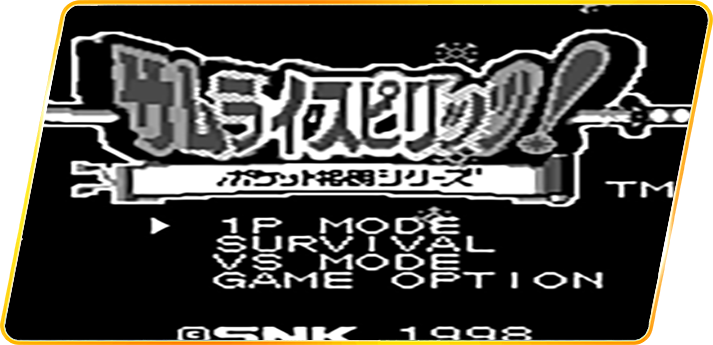 サムライスピリッツ!
ポケット格闘シリーズ
TM
1P MODE
SURVIVAL
VS MODE
GAME OPTION
©SNK 1998